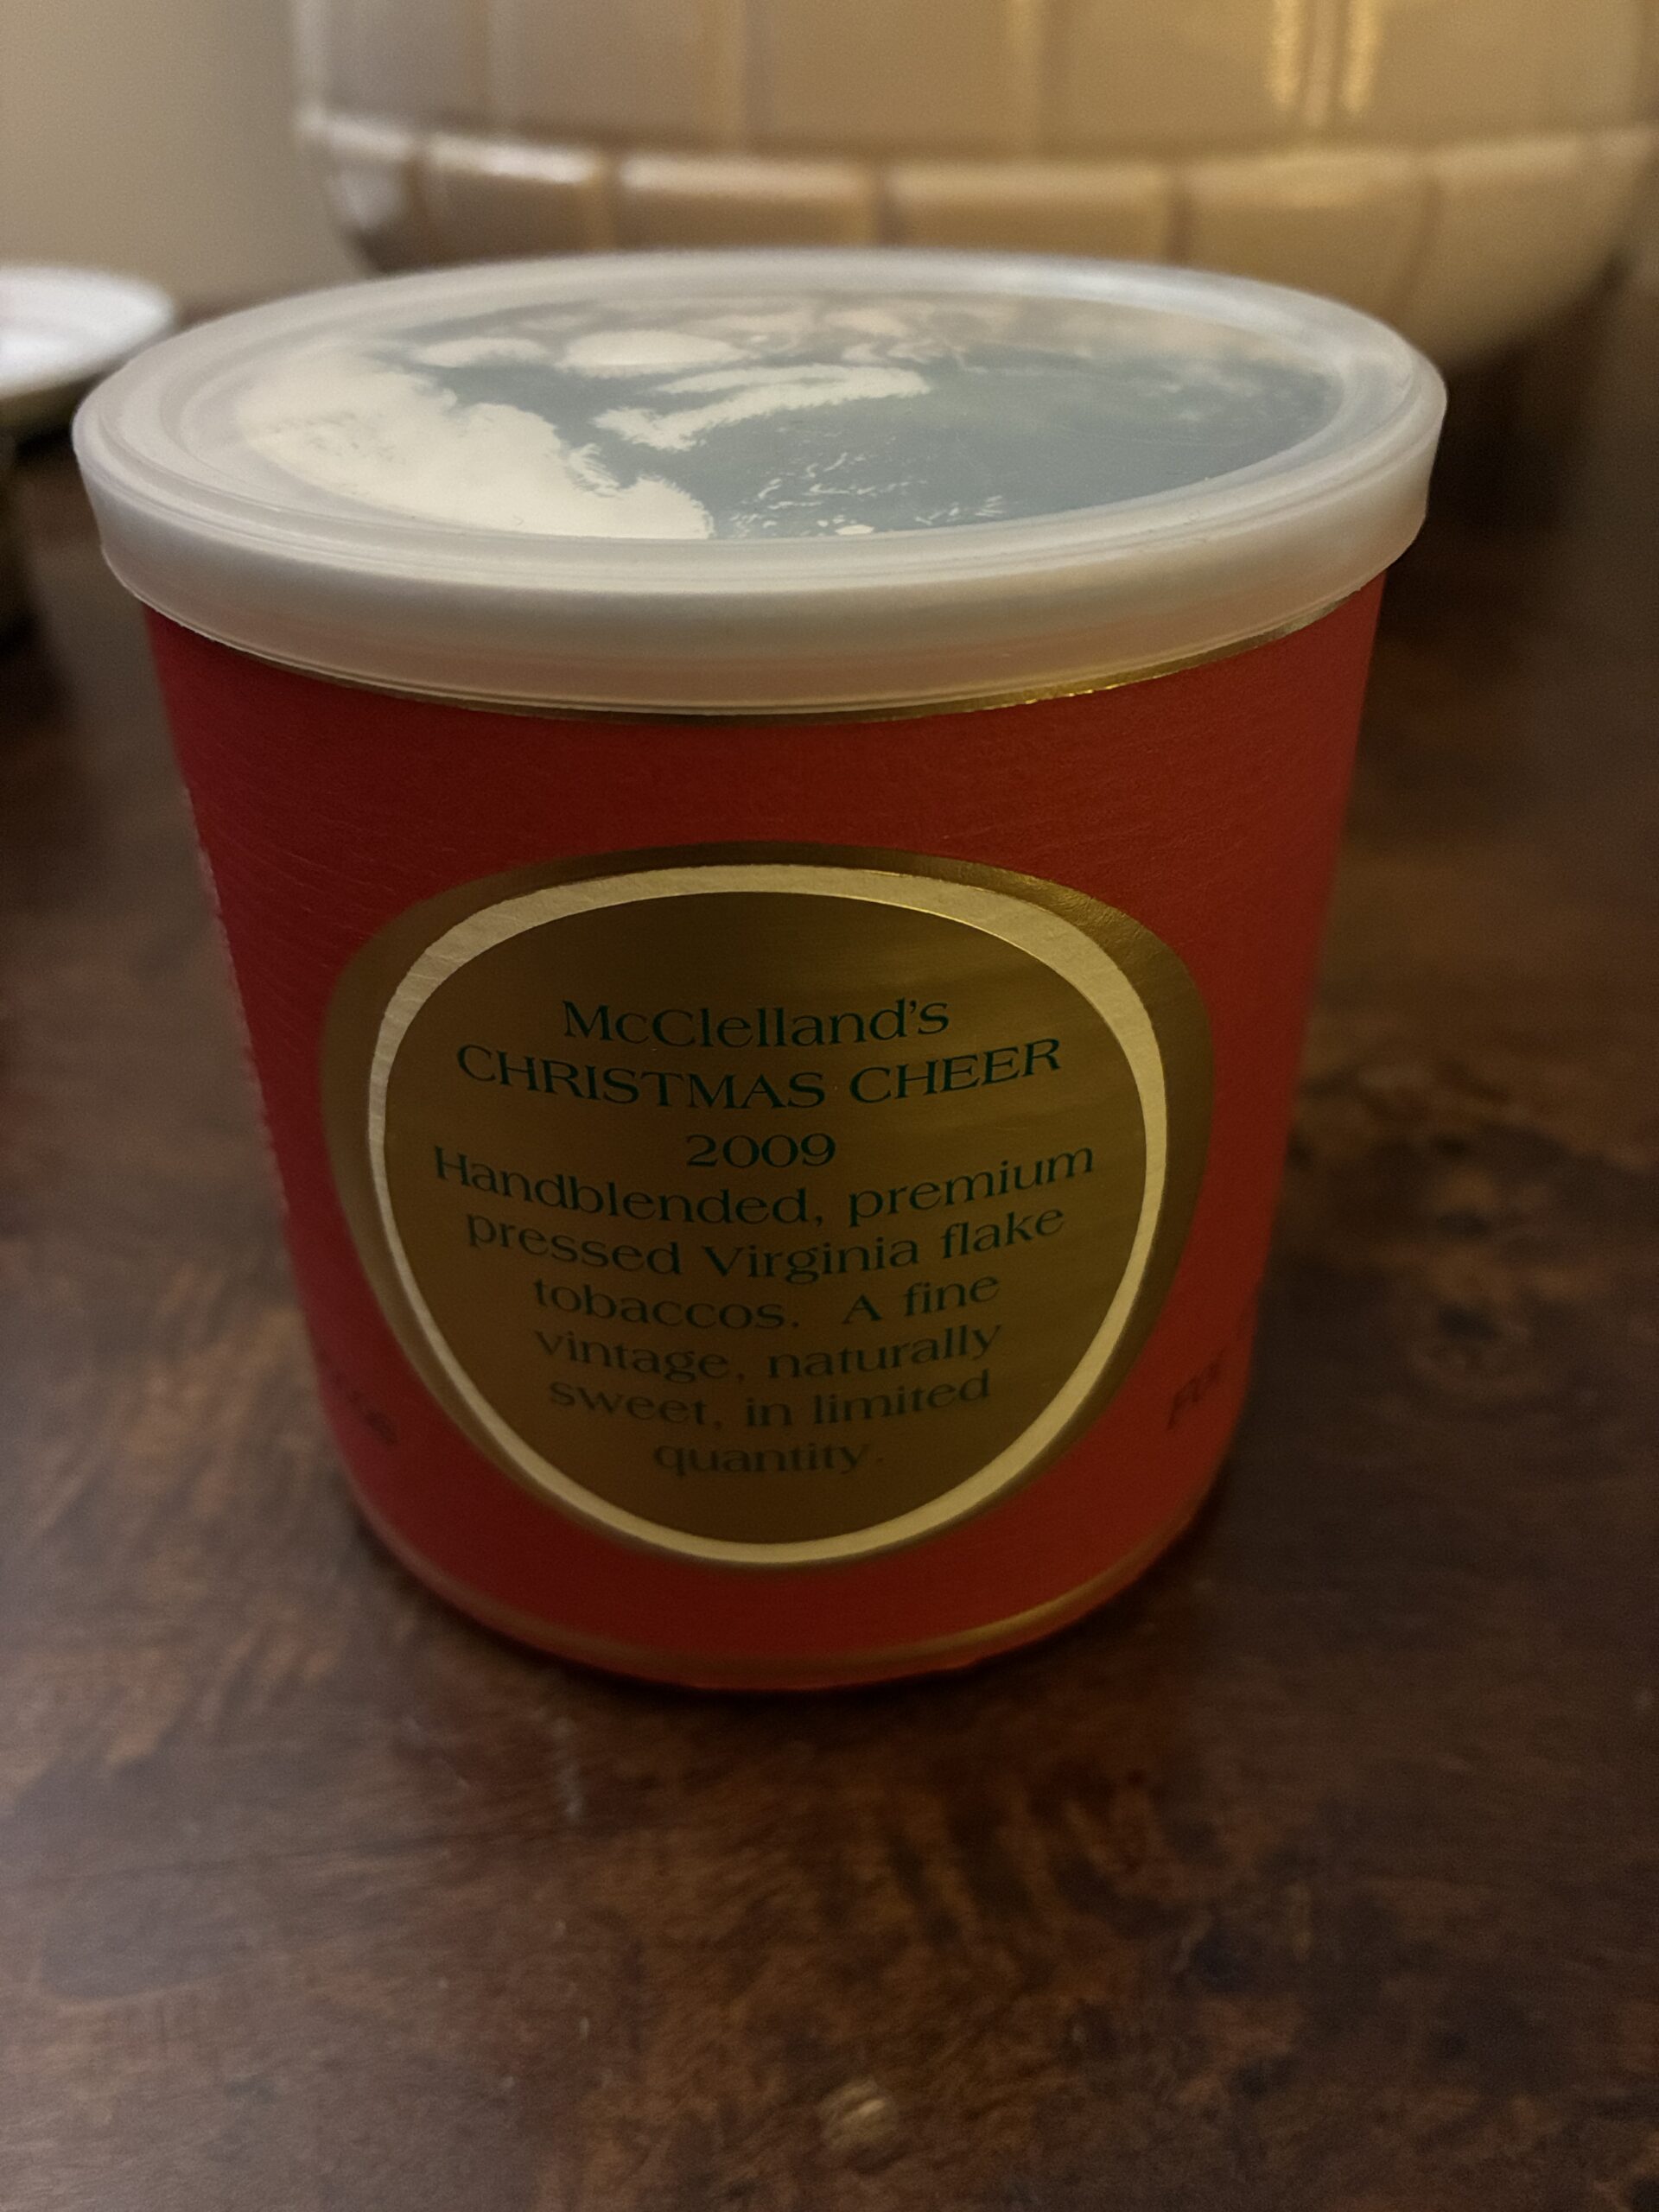 McClelland's
CHRISTMAS CHEER
2009
Handblended, premium
pressed Virginia flake
tobaccos. A fine
vintage, naturally
sweet, in limited
quantity.